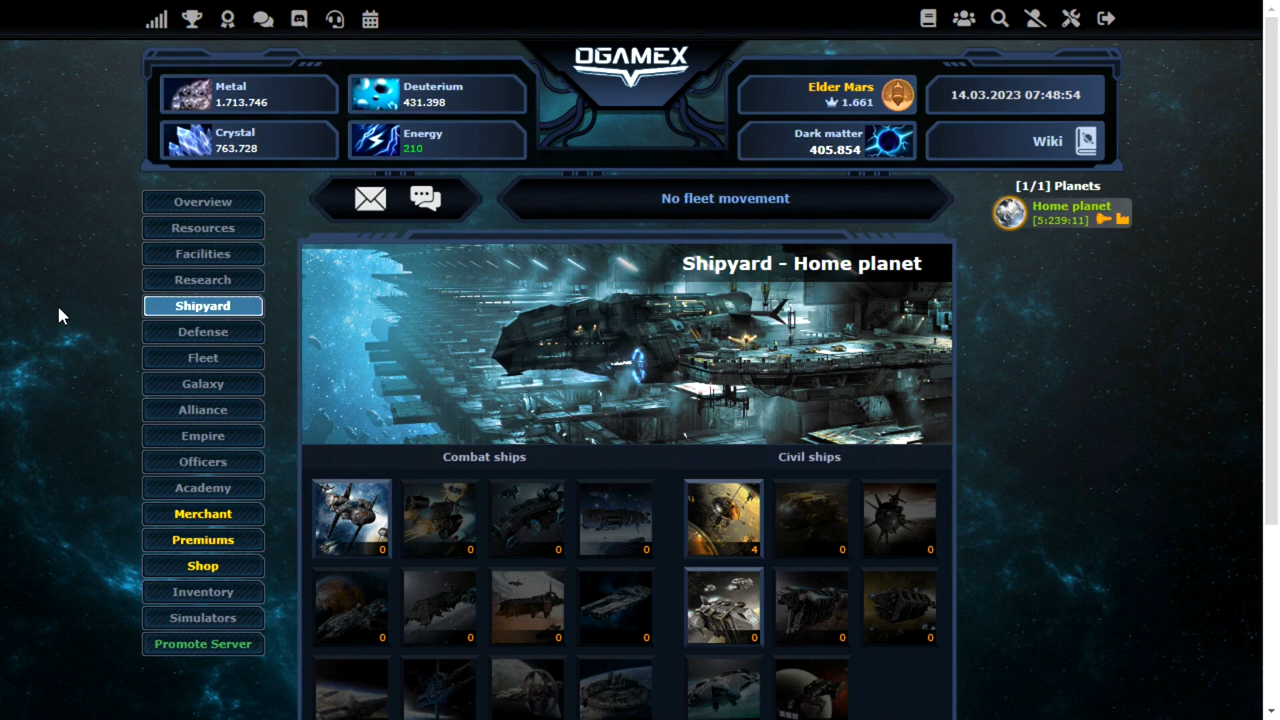 OGAMEX
Metal
1.713.746
Deuterium
431.398
Crystal
763.728
Energy
210
Elder Mars
1.661
14.03.2023 07:48:54
Dark matter
405.854
Wiki
No fleet movement
[1/1] Planets
Home planet
[5:239:11]
Overview
Resources
Facilities
Research
Shipyard
Defense
Fleet
Galaxy
Alliance
Empire
Officers
Academy
Merchant
Premiums
Shop
Inventory
Simulators
Promote Server
Shipyard - Home planet
Combat ships
Civil ships
0 0 0 0 4 0 0
0 0 0 0 0 0 0